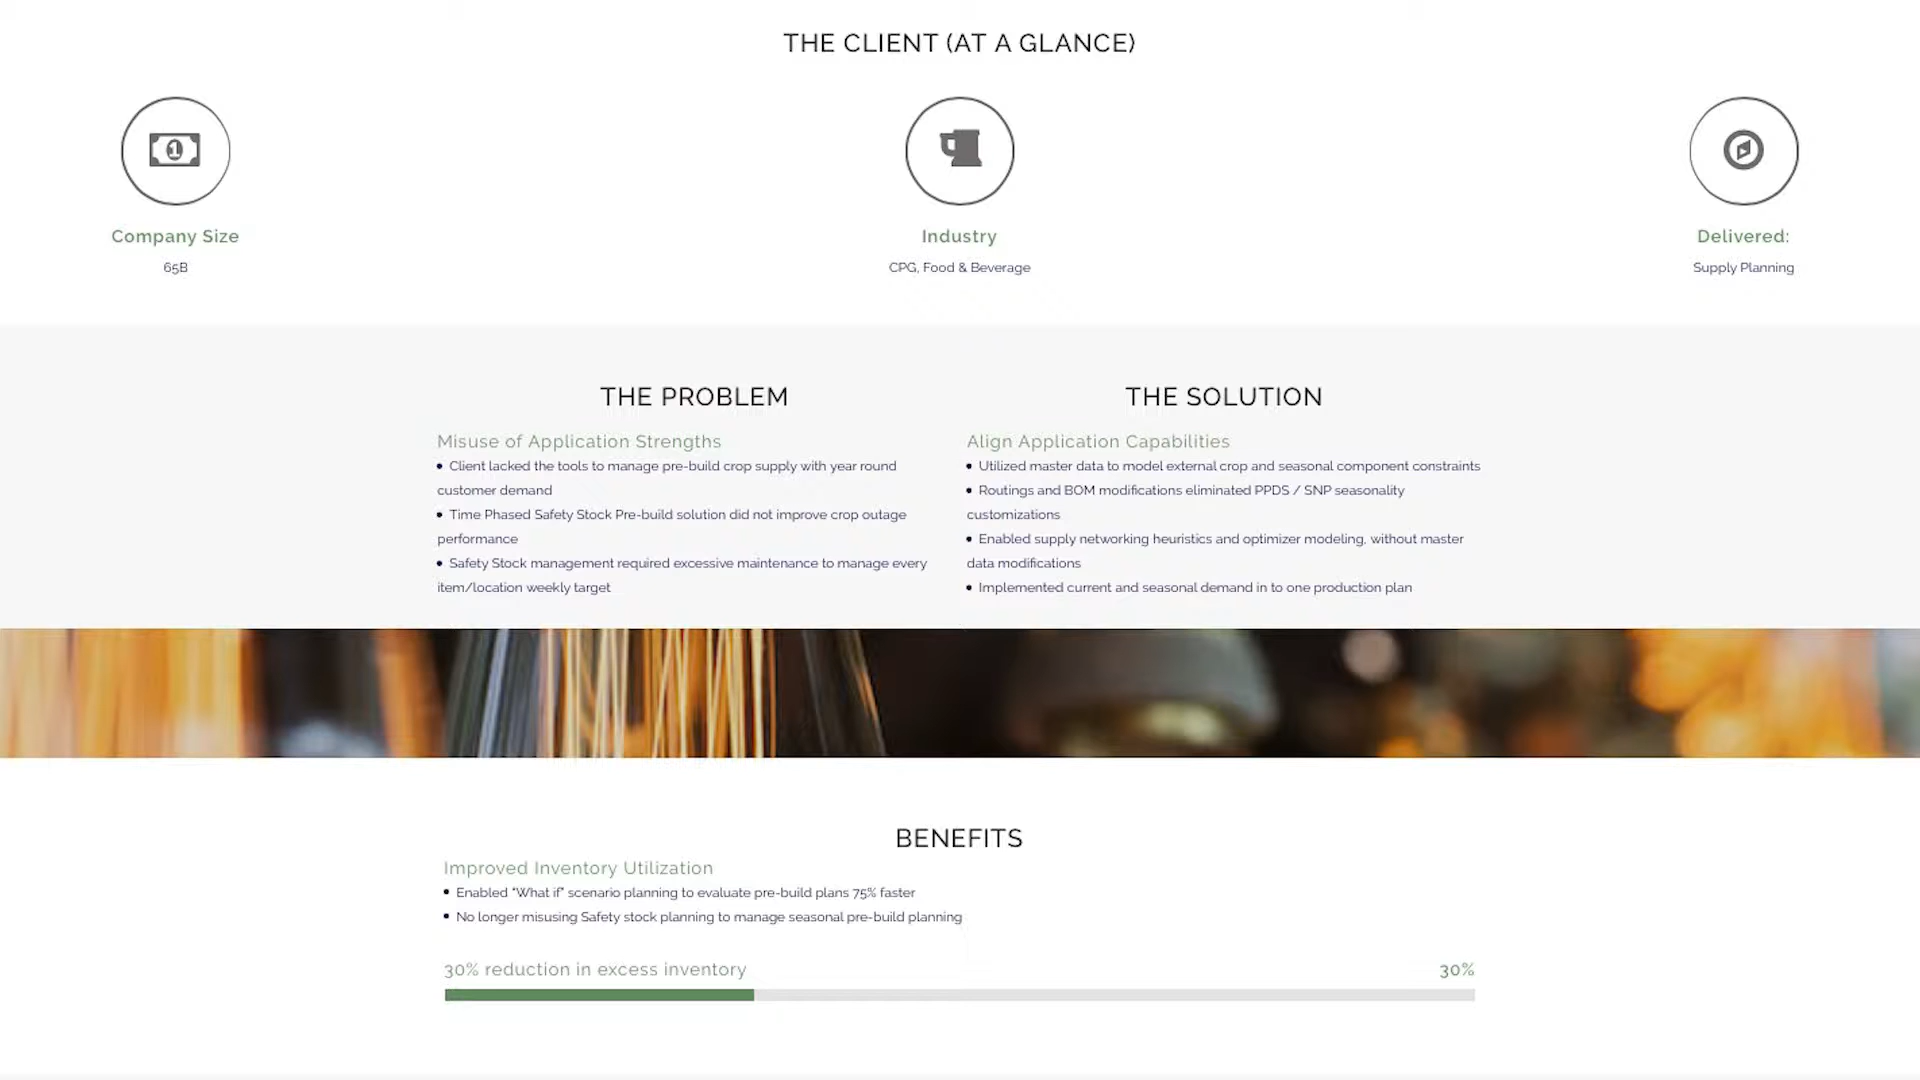 THE CLIENT (AT A GLANCE)
1
Company Size
65B
Industry
CPG, Food & Beverage
Delivered:
Supply Planning
THE PROBLEM
Misuse of Application Strengths
• Client lacked the tools to manage pre-build crop supply with year round
customer demand
• Time Phased Safety Stock Pre-build solution did not improve crop outage
performance
• Safety Stock management required excessive maintenance to manage every
item/location weekly target
THE SOLUTION
Align Application Capabilities
• Utilized master data to model external crop and seasonal component constraints
• Routings and BOM modifications eliminated PPDS / SNP seasonality
customizations
• Enabled supply networking heuristics and optimizer modeling, without master
data modifications
• Implemented current and seasonal demand in to one production plan
BENEFITS
Improved Inventory Utilization
• Enabled "What if" scenario planning to evaluate pre-build plans 75% faster
• No longer misusing Safety stock planning to manage seasonal pre-build planning
30% reduction in excess inventory 30%